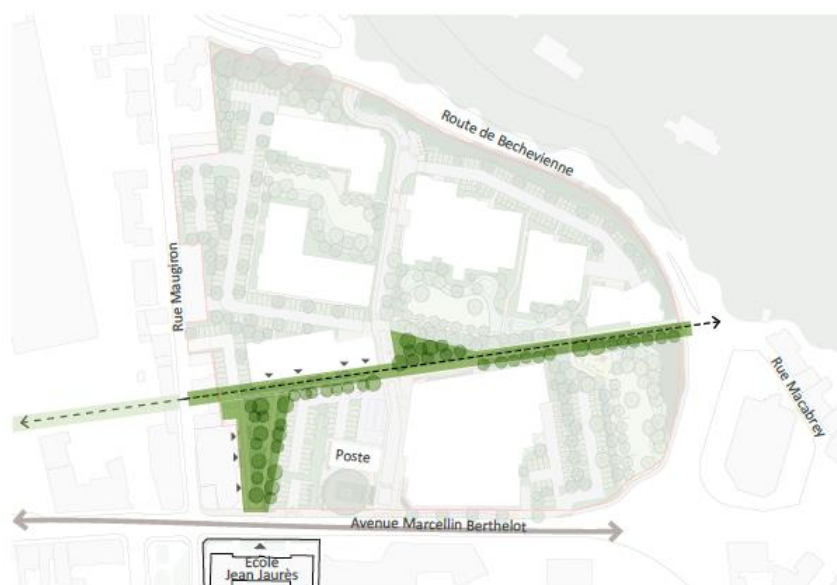 Route de Bechevienne
Rue Maugiron
Rue Macabrey
Poste
Avenue Marcellin Berthelot
Ecole
Jean Jaurès